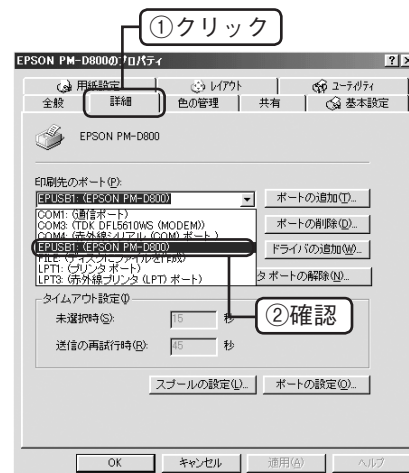 ①クリック
EPSON PM-D800のプロパティ
用紙設定 レイアウト ユーティリティ
全般 詳細 色の管理 共有 基本設定
EPSON PM-D800
印刷先のポート(P):
EPUSB1: (EPSON PM-D800) ポートの追加(T)...
COM1: (通信ポート)
COM3: (TDK DFL5610WS (MODEM)) ポートの削除(D)...
COM4: (赤外線シリアル (COM) ポート)
EPUSB1: (EPSON PM-D800) ドライバの追加(W)...
FILE: (ディスクにファイルを作成)
LPT1: (プリンタ ポート)
LPT3: (赤外線プリンタ (LPT) ポート) タ ポートの解除(N)...
タイムアウト設定(I)
②確認
未選択時(S): 15 秒
送信の再試行時(R): 45 秒
スプールの設定(L)... ポートの設定(O)...
OK キャンセル 適用(A) ヘルプ